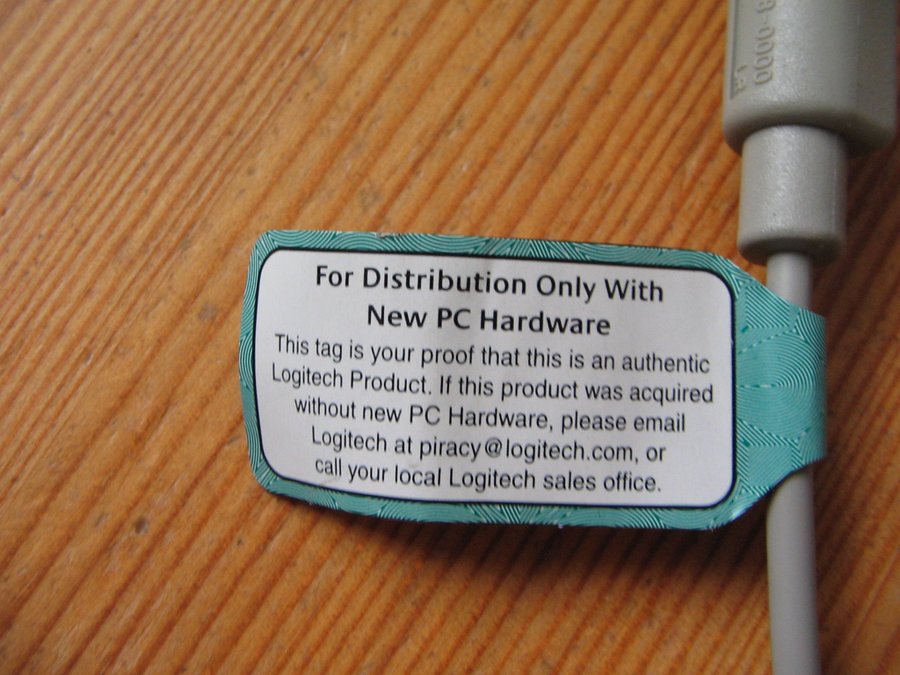 For Distribution Only With
New PC Hardware
This tag is your proof that this is an authentic
Logitech Product. If this product was acquired
without new PC Hardware, please email
Logitech at piracy@logitech.com, or
call your local Logitech sales office.
0000-8